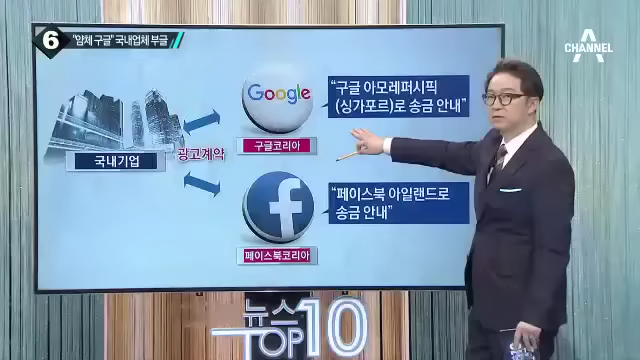 6 "얌체 구글" 국내업체 부글
CHANNEL A
Google
"구글 아모레퍼시픽
(싱가포르)로 송금 안내"
구글코리아
국내기업
광고계약
f
"페이스북 아일랜드로
송금 안내"
페이스북코리아
뉴스
TOP10